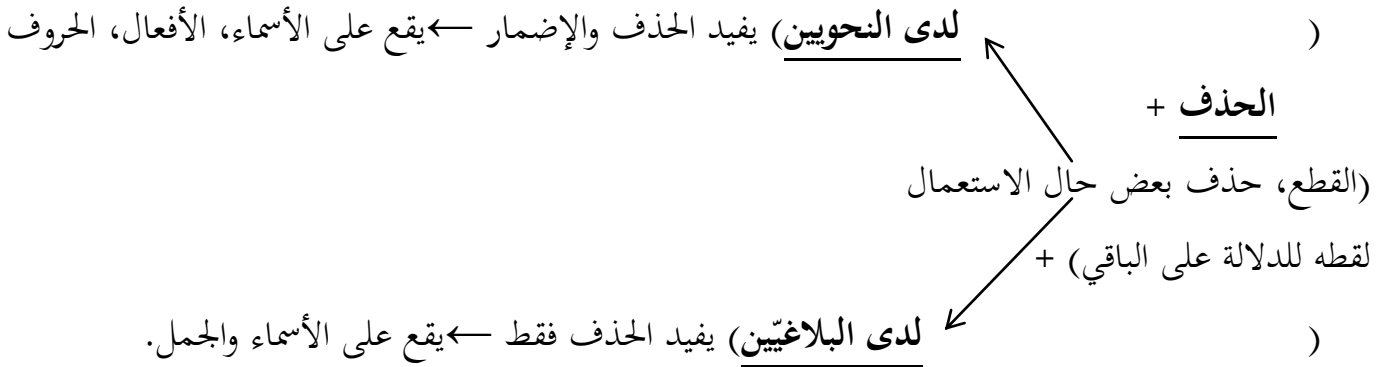 ( لدى النحويين) يفيد الحذف والإضمار ←يقع على الأسماء، الأفعال، الحروف
الحذف +
(القطع، حذف بعض حال الاستعمال
لقطه للدلالة على الباقي) +
( لدى البلاغيّين) يفيد الحذف فقط ←يقع على الأسماء والجمل.